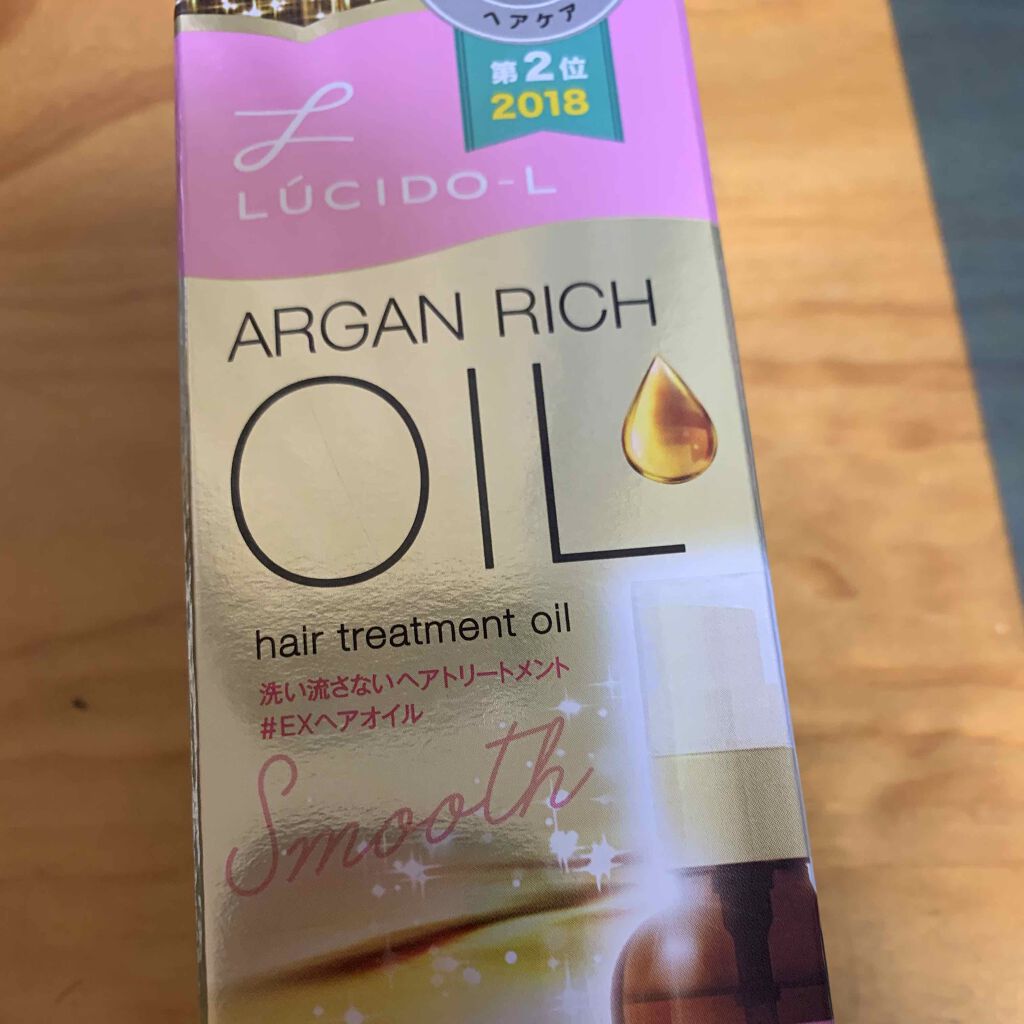 ヘアケア
第2位
2018
LÚCIDO-L
ARGAN RICH
OIL
hair treatment oil
洗い流さないヘアトリートメント
#EXヘアオイル
Smooth